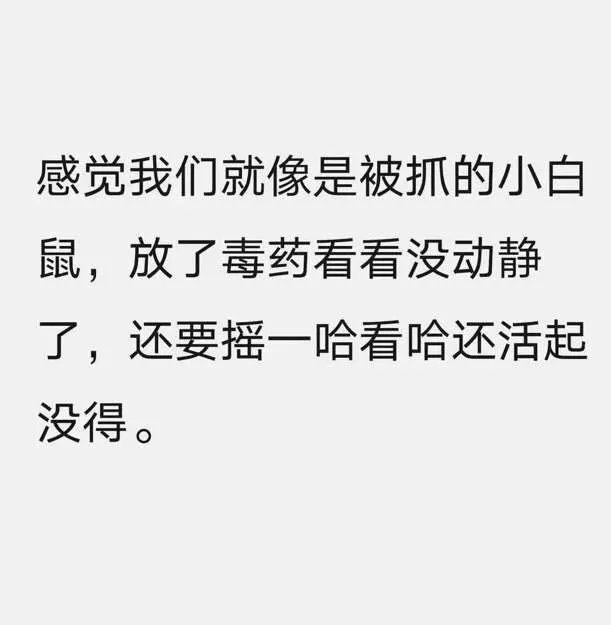 感觉我们就像是被抓的小白
鼠，放了毒药看看没动静
了，还要摇一哈看哈还活起
没得。